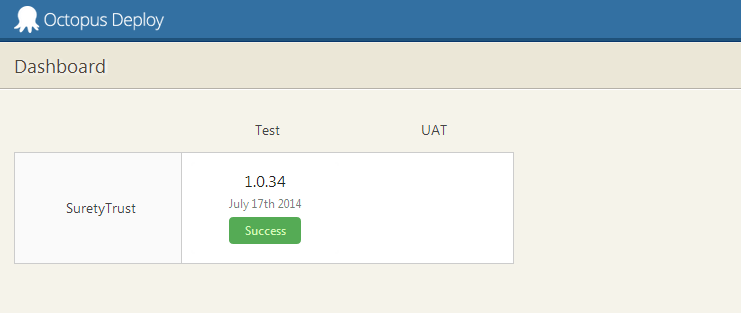 Octopus Deploy
Dashboard
Test UAT
1.0.34
July 17th 2014
SuretyTrust
Success